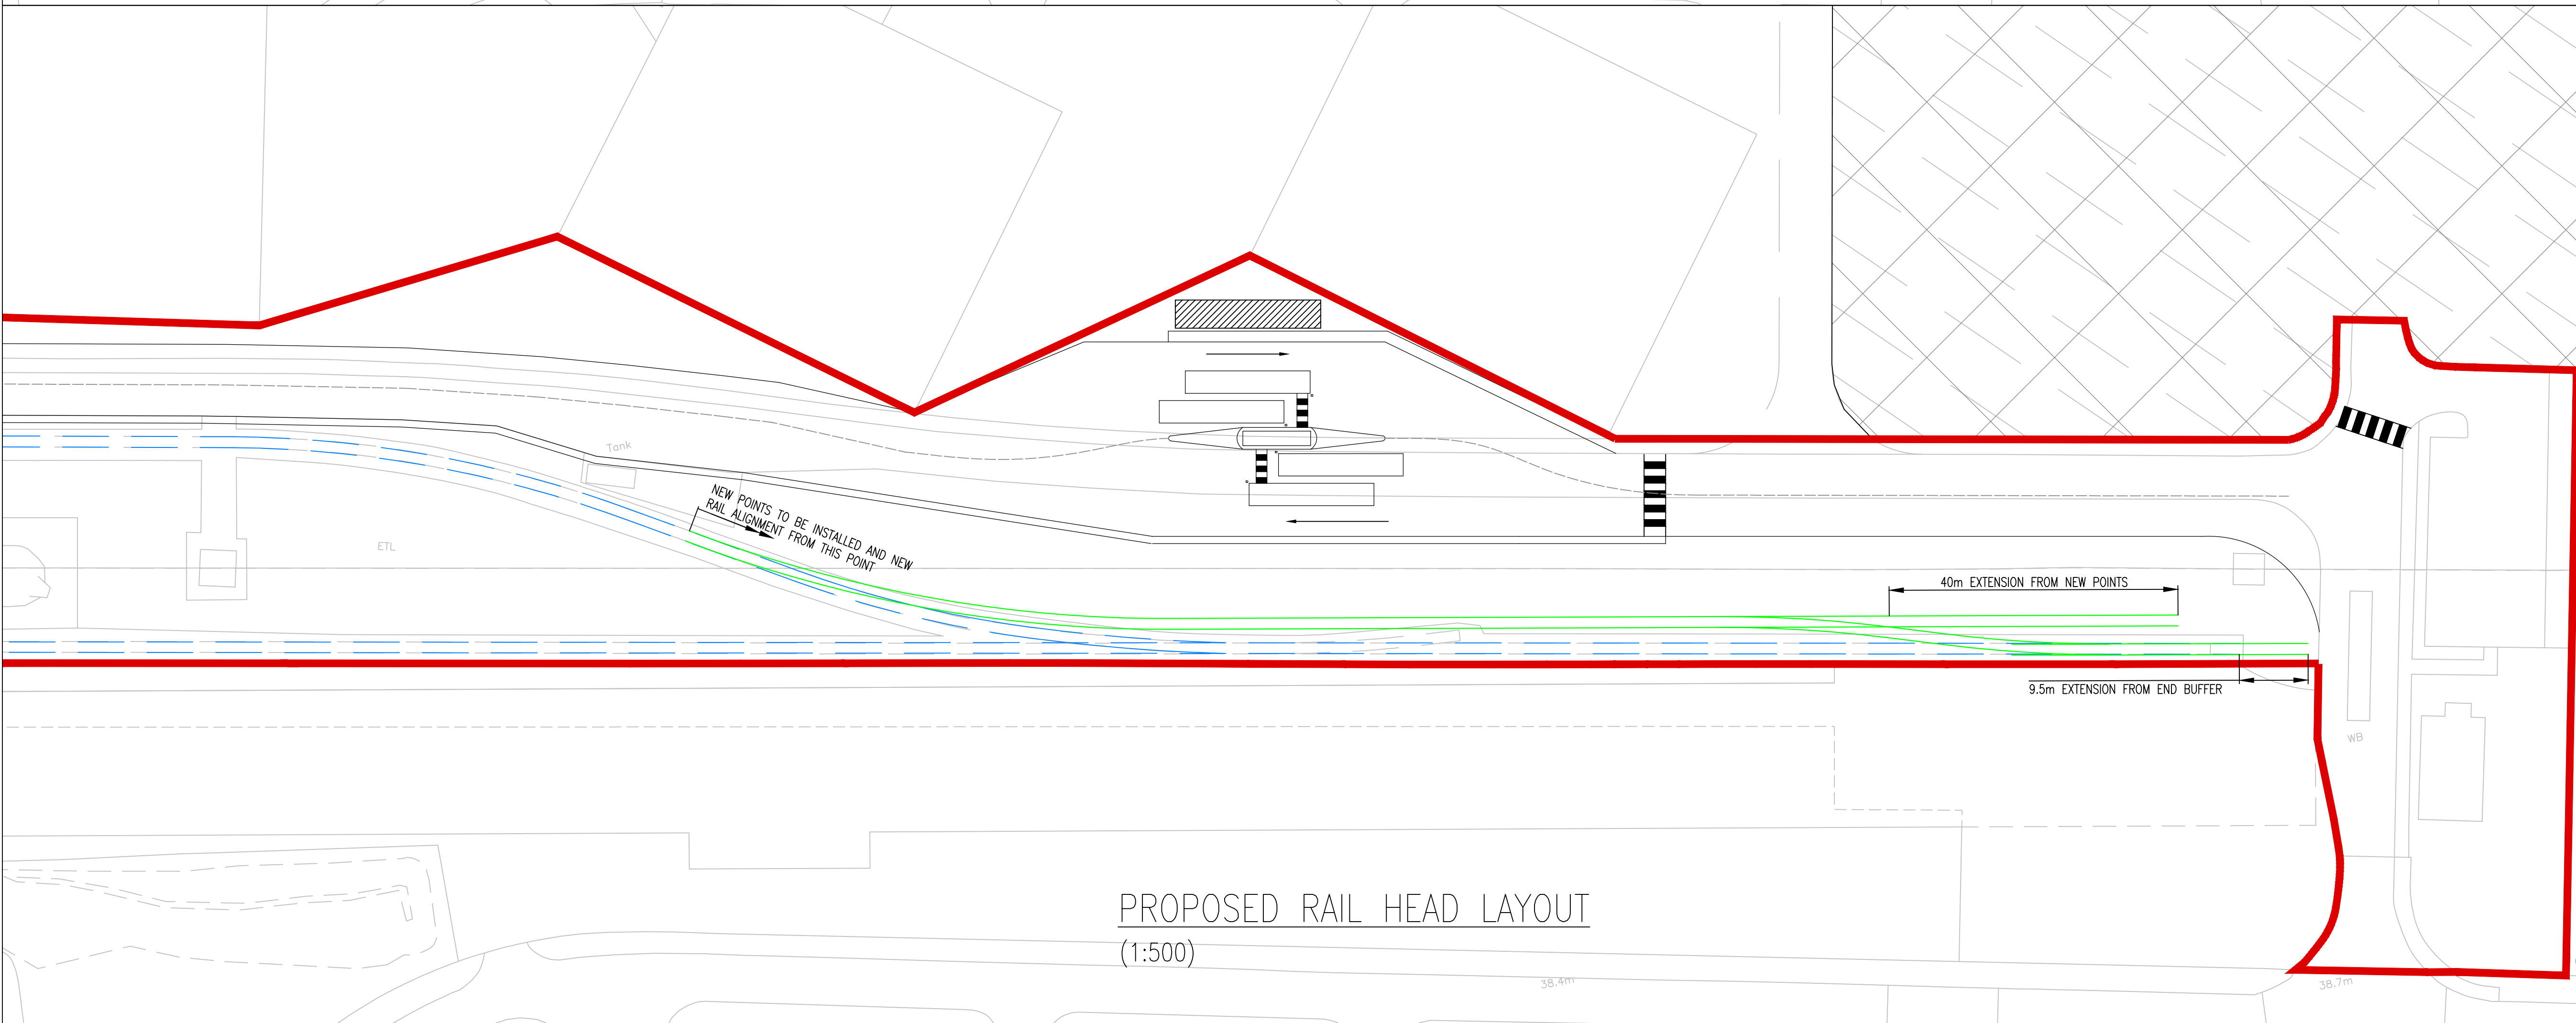 Tank
NEW POINTS TO BE INSTALLED AND NEW
RAIL ALIGNMENT FROM THIS POINT
ETL
40m EXTENSION FROM NEW POINTS
9.5m EXTENSION FROM END BUFFER
WB
PROPOSED RAIL HEAD LAYOUT
(1:500)
38.4m
38.7m